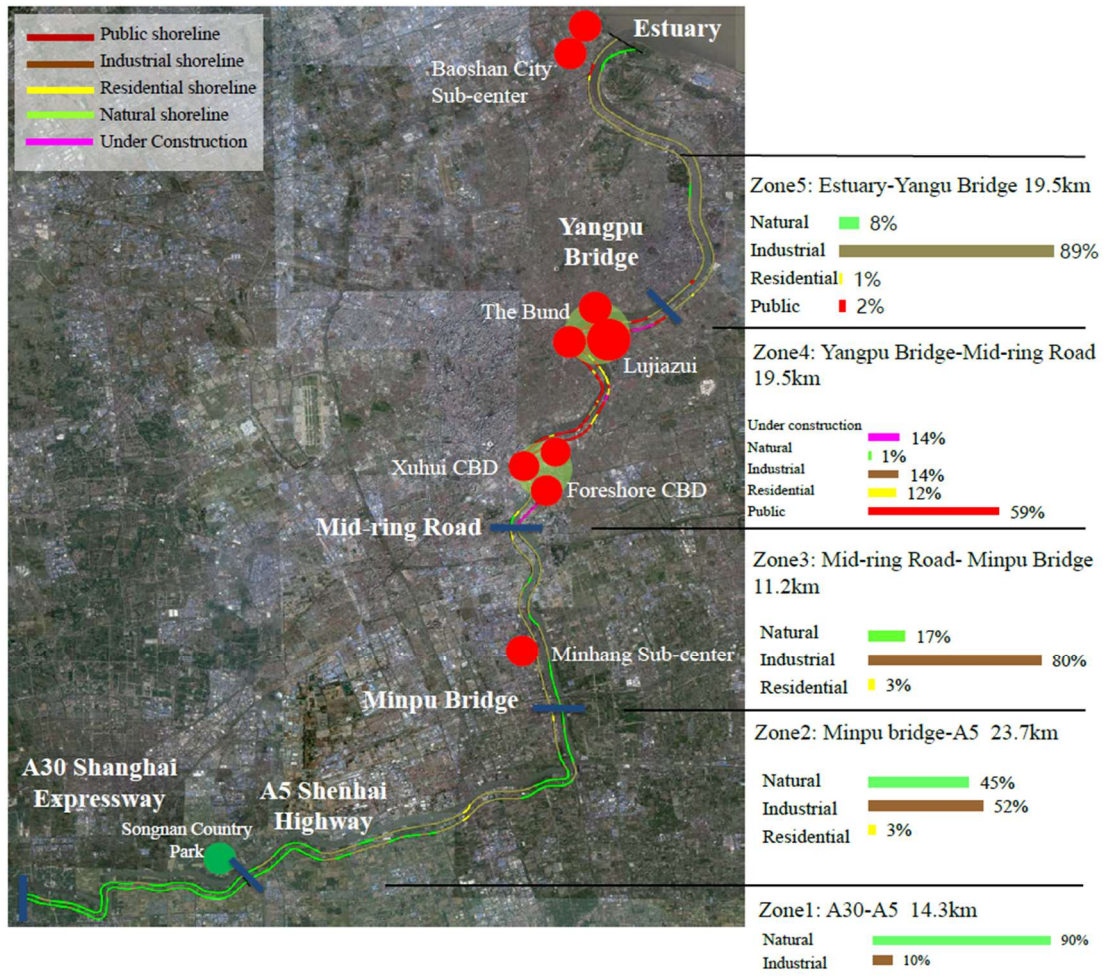 Public shoreline
Industrial shoreline
Residential shoreline
Natural shoreline
Under Construction
Estuary
Baoshan City
Sub-center
Yangpu
Bridge
The Bund
Lujiazui
Xuhui CBD
Foreshore CBD
Mid-ring Road
Minhang Sub-center
Minpu Bridge
A30 Shanghai
Expressway
A5 Shenhai
Highway
Songnan Country
Park
Zone5: Estuary-Yangu Bridge 19.5km
Natural 8%
Industrial 89%
Residential 1%
Public 2%
Zone4: Yangpu Bridge-Mid-ring Road
19.5km
Under construction 14%
Natural 1%
Industrial 14%
Residential 12%
Public 59%
Zone3: Mid-ring Road- Minpu Bridge
11.2km
Natural 17%
Industrial 80%
Residential 3%
Zone2: Minpu bridge-A5 23.7km
Natural 45%
Industrial 52%
Residential 3%
Zone1: A30-A5 14.3km
Natural 90%
Industrial 10%